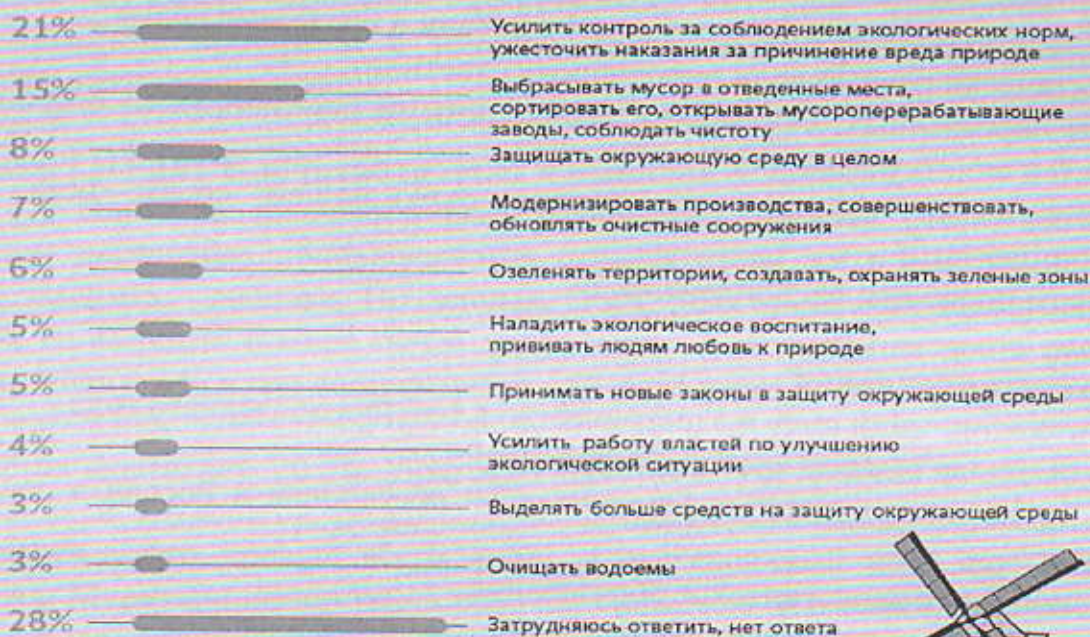 21%
Усилить контроль за соблюдением экологических норм,
ужесточить наказания за причинение вреда природе
15%
Выбрасывать мусор в отведенные места,
сортировать его, открывать мусороперерабатывающие
заводы, соблюдать чистоту
8%
Защищать окружающую среду в целом
7%
Модернизировать производства, совершенствовать,
обновлять очистные сооружения
6%
Озеленять территории, создавать, охранять зеленые зоны
5%
Наладить экологическое воспитание,
прививать людям любовь к природе
5%
Принимать новые законы в защиту окружающей среды
4%
Усилить работу властей по улучшению
экологической ситуации
3%
Выделять больше средств на защиту окружающей среды
3%
Очищать водоемы
28%
Затрудняюсь ответить, нет ответа